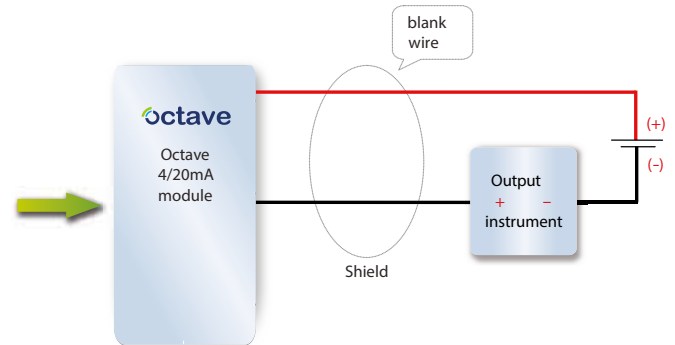 blank
wire
octave
Octave
4/20mA
module
(+)
(-)
Output
+ -
instrument
Shield